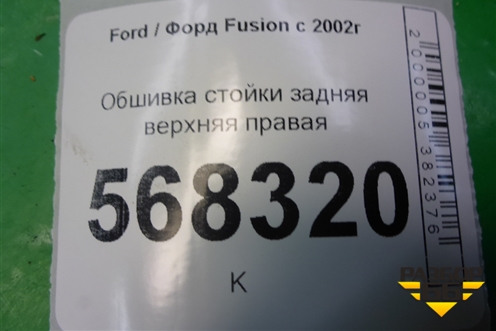 Ford / Форд Fusion с 2002г
Обшивка стойки задняя
верхняя правая
568320
К
2000005382376